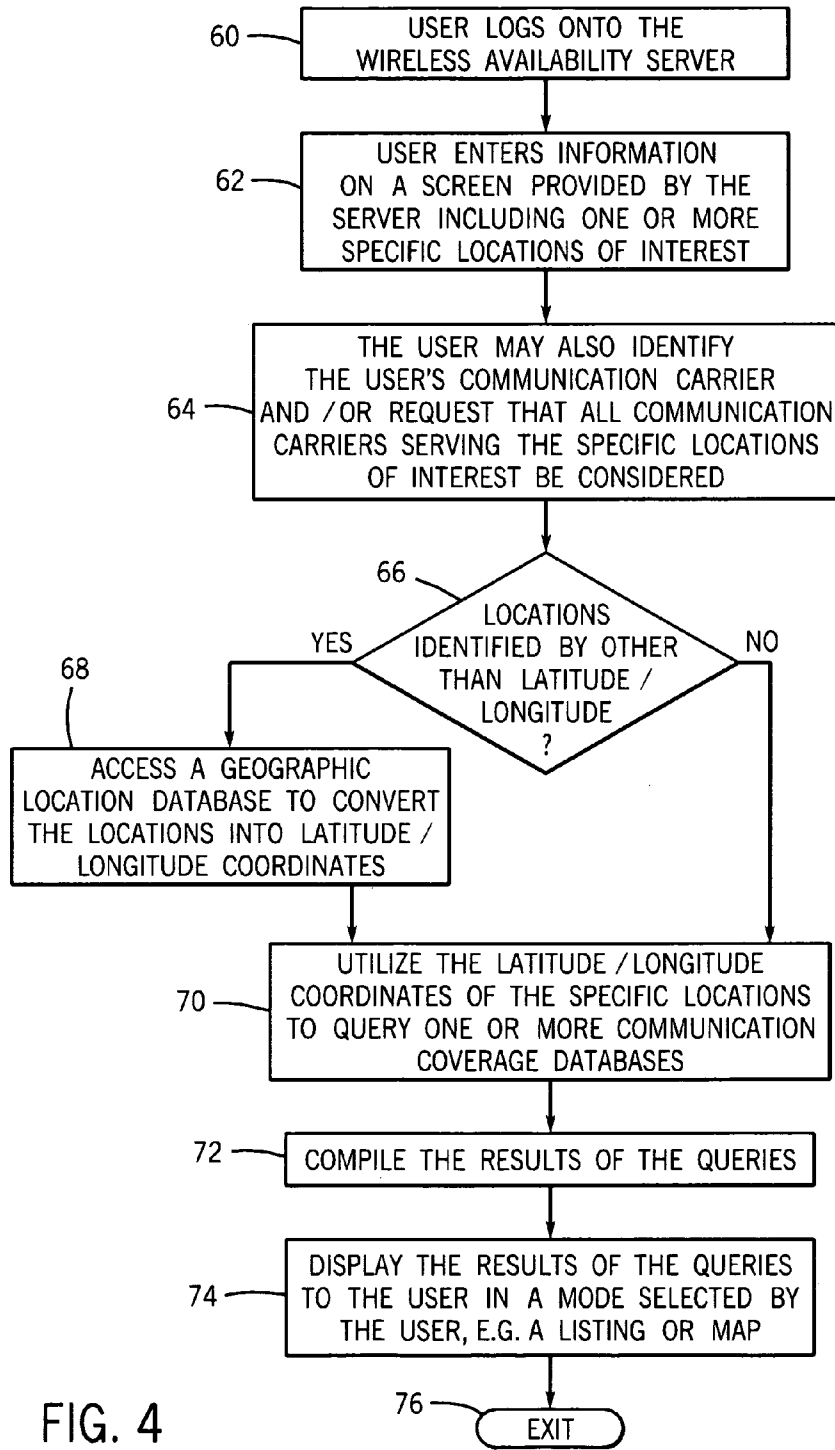 60
USER LOGS ONTO THE
WIRELESS AVAILABILITY SERVER
62
USER ENTERS INFORMATION
ON A SCREEN PROVIDED BY THE
SERVER INCLUDING ONE OR MORE
SPECIFIC LOCATIONS OF INTEREST
64
THE USER MAY ALSO IDENTIFY
THE USER'S COMMUNICATION CARRIER
AND /OR REQUEST THAT ALL COMMUNICATION
CARRIERS SERVING THE SPECIFIC LOCATIONS
OF INTEREST BE CONSIDERED
66
LOCATIONS
IDENTIFIED BY OTHER
THAN LATITUDE /
LONGITUDE
?
YES
NO
68
ACCESS A GEOGRAPHIC
LOCATION DATABASE TO CONVERT
THE LOCATIONS INTO LATITUDE /
LONGITUDE COORDINATES
70
UTILIZE THE LATITUDE /LONGITUDE
COORDINATES OF THE SPECIFIC LOCATIONS
TO QUERY ONE OR MORE COMMUNICATION
COVERAGE DATABASES
72
COMPILE THE RESULTS OF THE QUERIES
74
DISPLAY THE RESULTS OF THE QUERIES
TO THE USER IN A MODE SELECTED BY
THE USER, E.G. A LISTING OR MAP
76
EXIT
FIG. 4